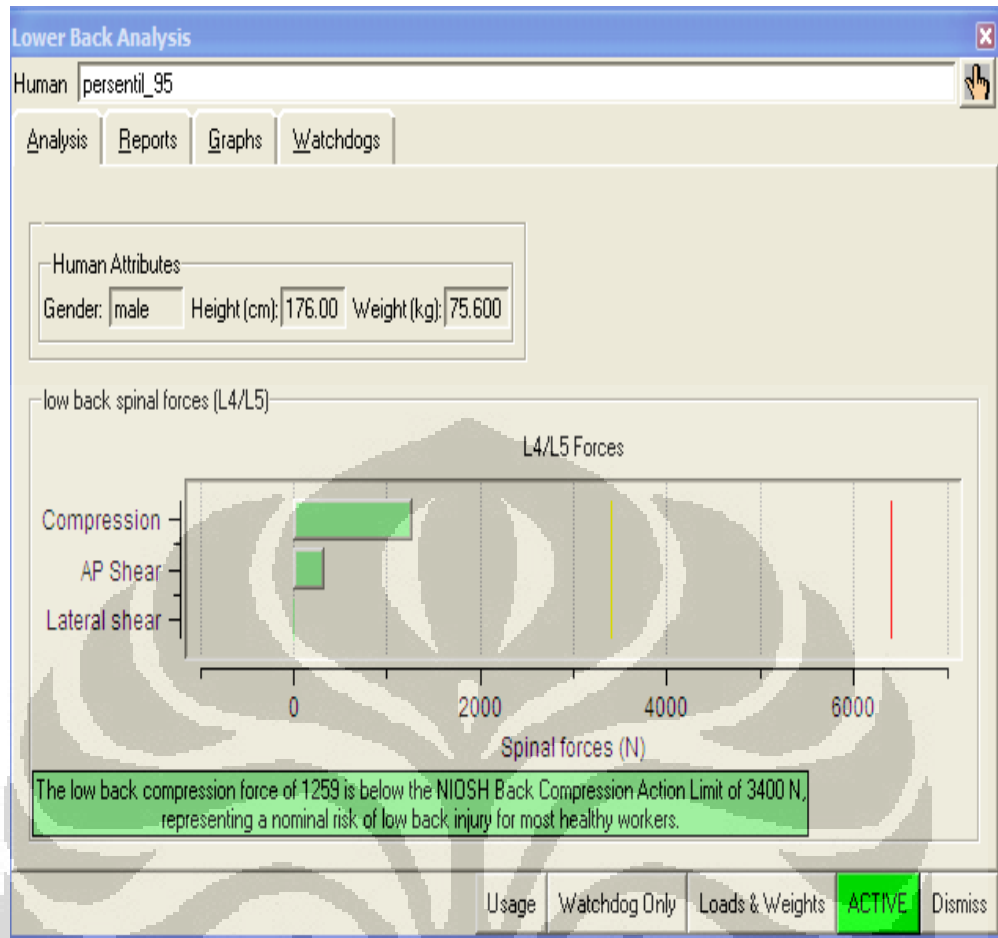 Lower Back Analysis
Human persentil_95
Analysis Reports Graphs Watchdogs
Human Attributes
Gender: male Height (cm): 176.00 Weight (kg): 75.600
low back spinal forces (L4/L5)
L4/L5 Forces
Compression
AP Shear
Lateral shear
0 2000 4000 6000
Spinal forces (N)
The low back compression force of 1259 is below the NIOSH Back Compression Action Limit of 3400 N,
representing a nominal risk of low back injury for most healthy workers.
Usage Watchdog Only Loads & Weights ACTIVE Dismiss